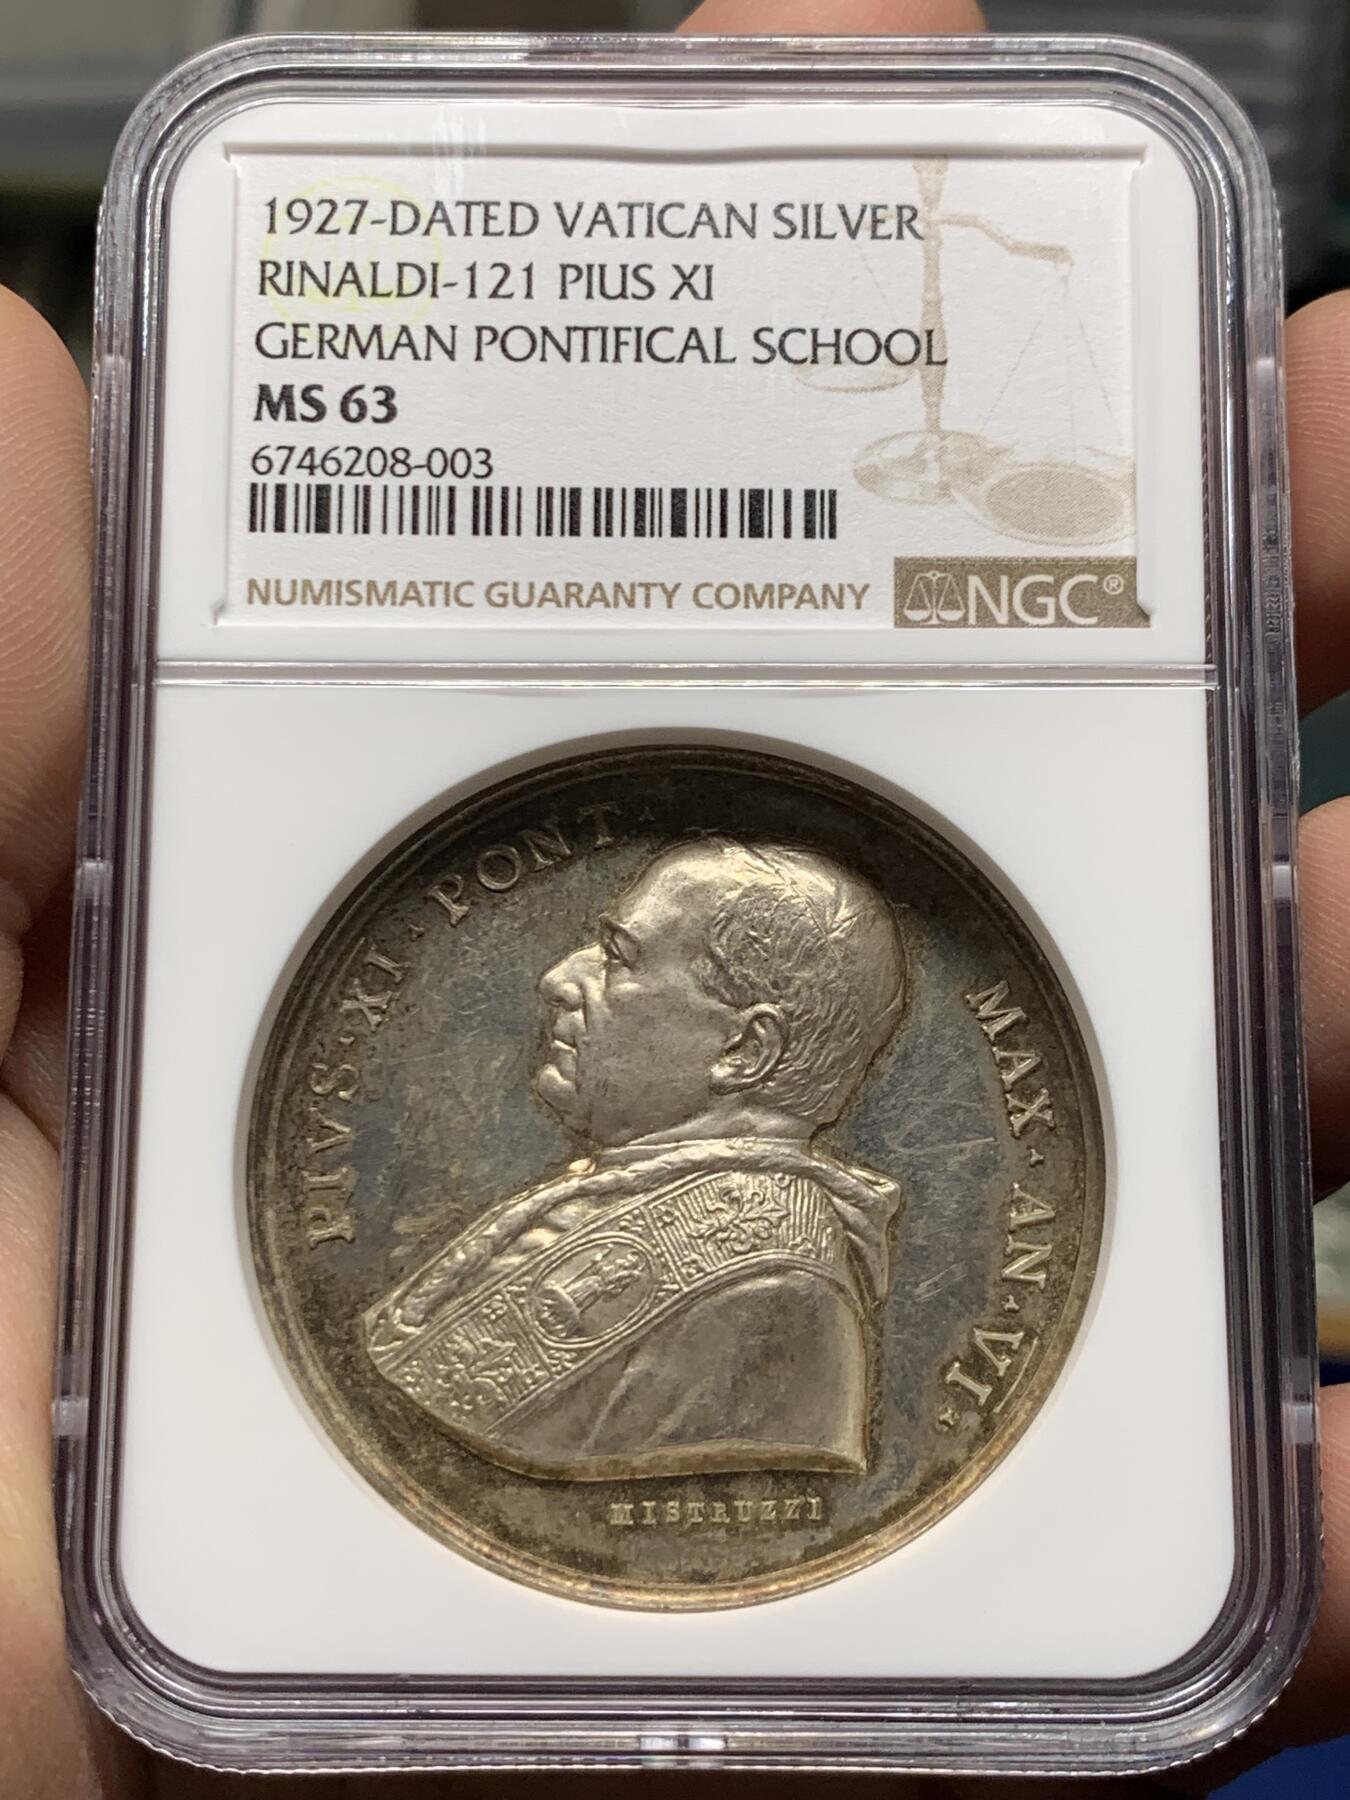 1927-DATED VATICAN SILVER
RINALDI-121 PIUS XI
GERMAN PONTIFICAL SCHOOL
MS 63
6746208-003
NUMISMATIC GUARANTY COMPANY
NGC®
PIVS·XI·PONT·
MAX·AN·VI·
MISTRUZZI